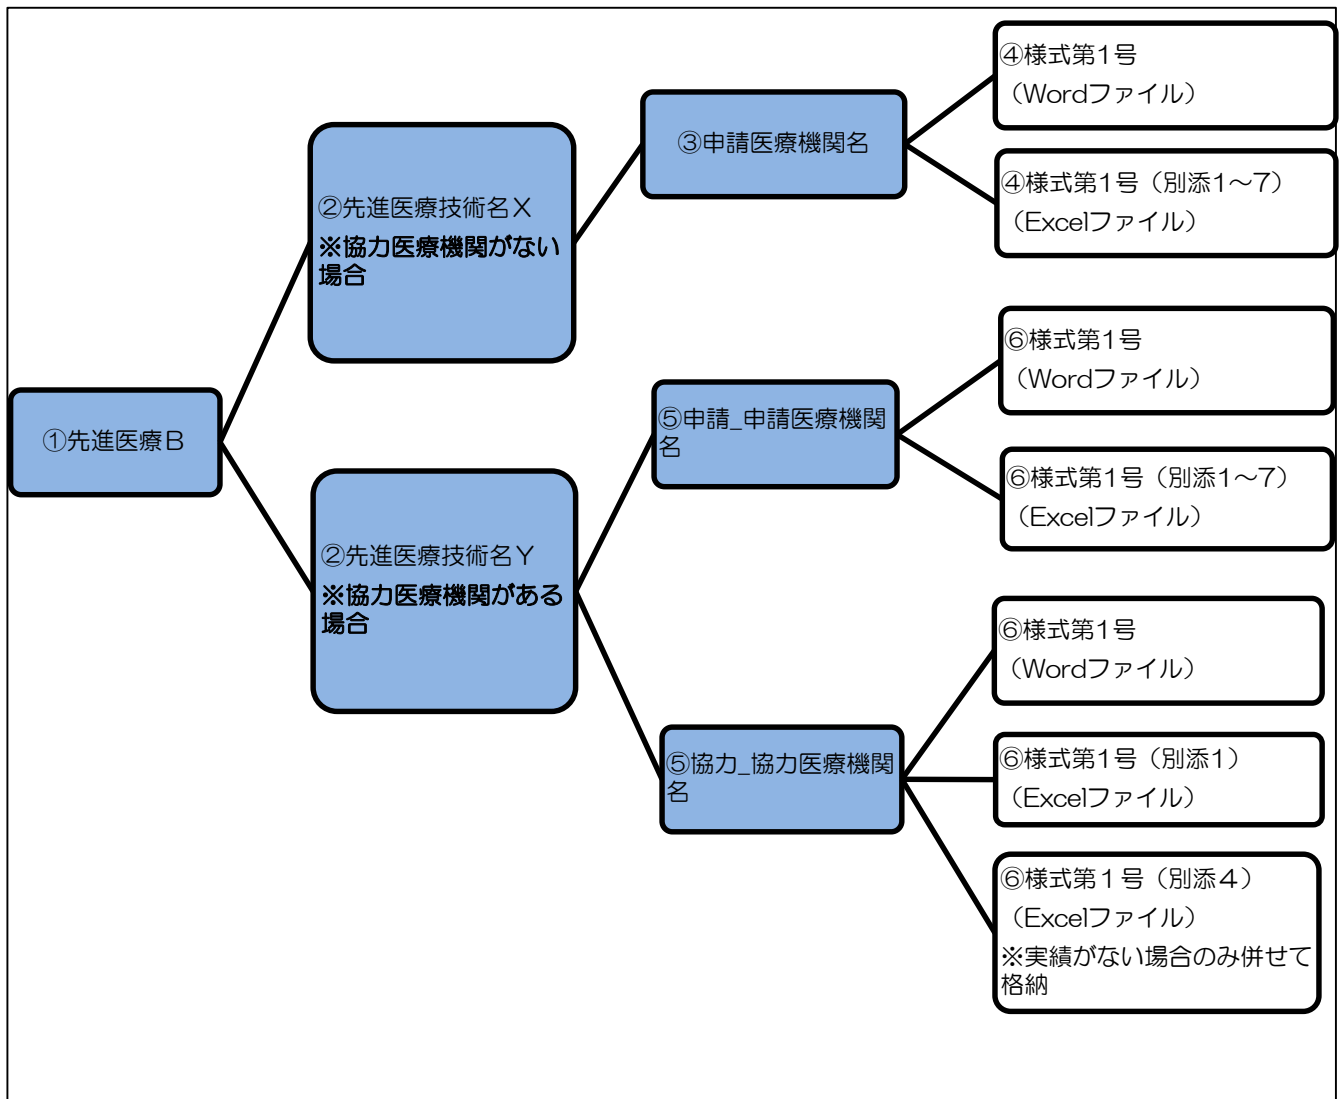 ①先進医療Ｂ
②先進医療技術名Ｘ
※協力医療機関がない
場合
③申請医療機関名
④様式第1号
（Wordファイル）
④様式第1号（別添1～7）
（Excelファイル）
②先進医療技術名Ｙ
※協力医療機関がある
場合
⑤申請_申請医療機関
名
⑥様式第1号
（Wordファイル）
⑥様式第1号（別添1～7）
（Excelファイル）
⑤協力_協力医療機関
名
⑥様式第1号
（Wordファイル）
⑥様式第1号（別添1）
（Excelファイル）
⑥様式第１号（別添４）
（Excelファイル）
※実績がない場合のみ併せて
格納